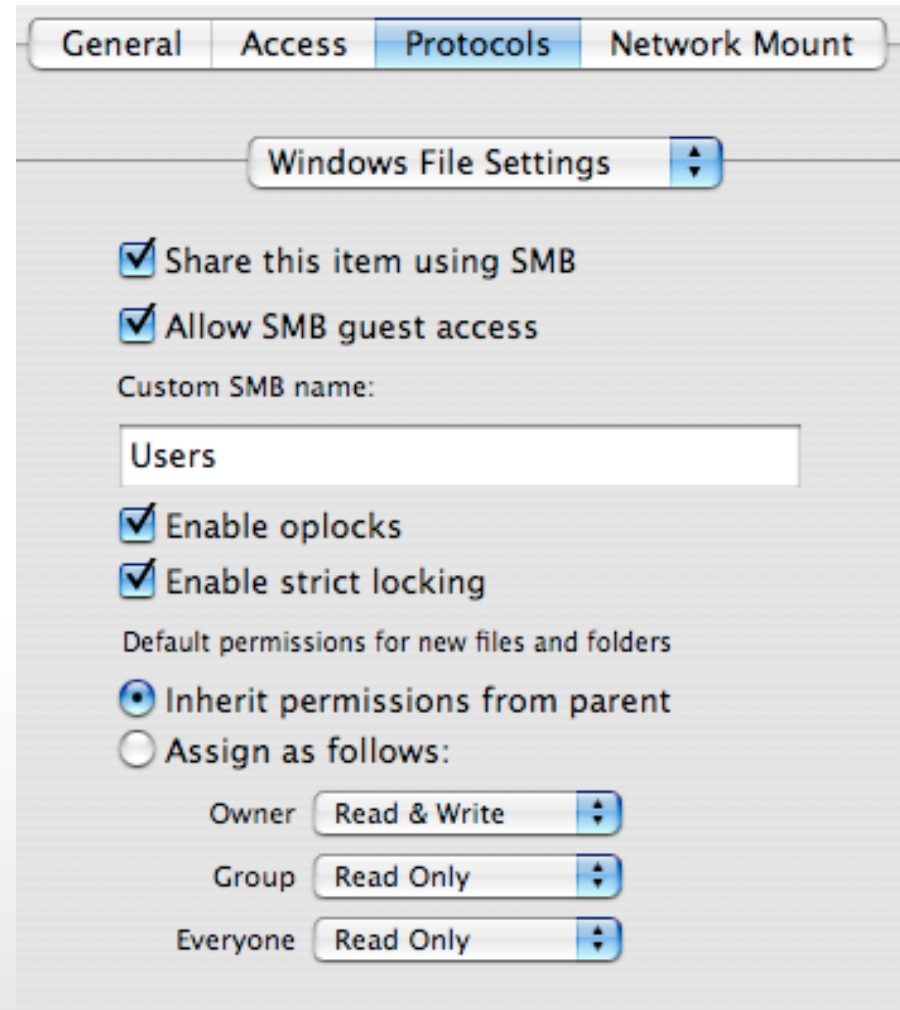 General Access Protocols Network Mount
Windows File Settings
Share this item using SMB
Allow SMB guest access
Custom SMB name:
Users
Enable oplocks
Enable strict locking
Default permissions for new files and folders
Inherit permissions from parent
Assign as follows:
Owner Read & Write
Group Read Only
Everyone Read Only